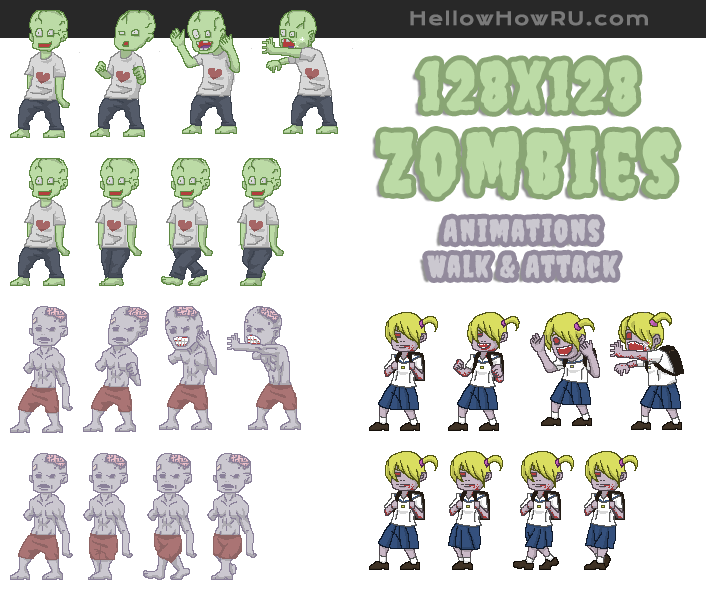 HellowHowRU.com
128X128
ZOMBIES
ANIMATIONS
WALK & ATTACK